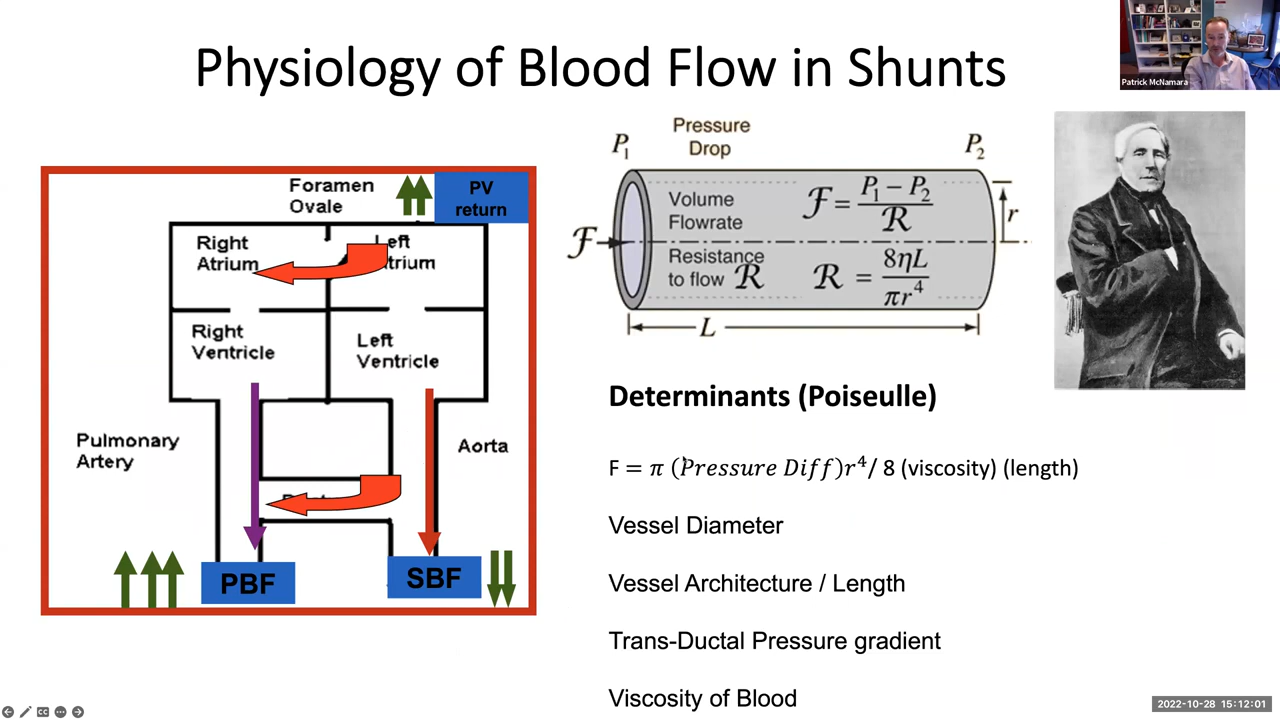 Physiology of Blood Flow in Shunts
Patrick McNamara
Foramen
Ovale
PV
return
Right
Atrium
Left
Right
Ventricle
Left
Ventricle
Pulmonary
Artery
Aorta
PBF
SBF
P₁
Pressure
Drop
P₂
Volume
Flowrate
ℱ = P₁ − P₂ / ℛ
r
ℱ
Resistance
to flow ℛ
ℛ = 8ηL / πr⁴
L
Determinants (Poiseulle)
F = π (Pressure Diff)r⁴/ 8 (viscosity) (length)
Vessel Diameter
Vessel Architecture / Length
Trans-Ductal Pressure gradient
Viscosity of Blood
2022-10-28 15:12:01